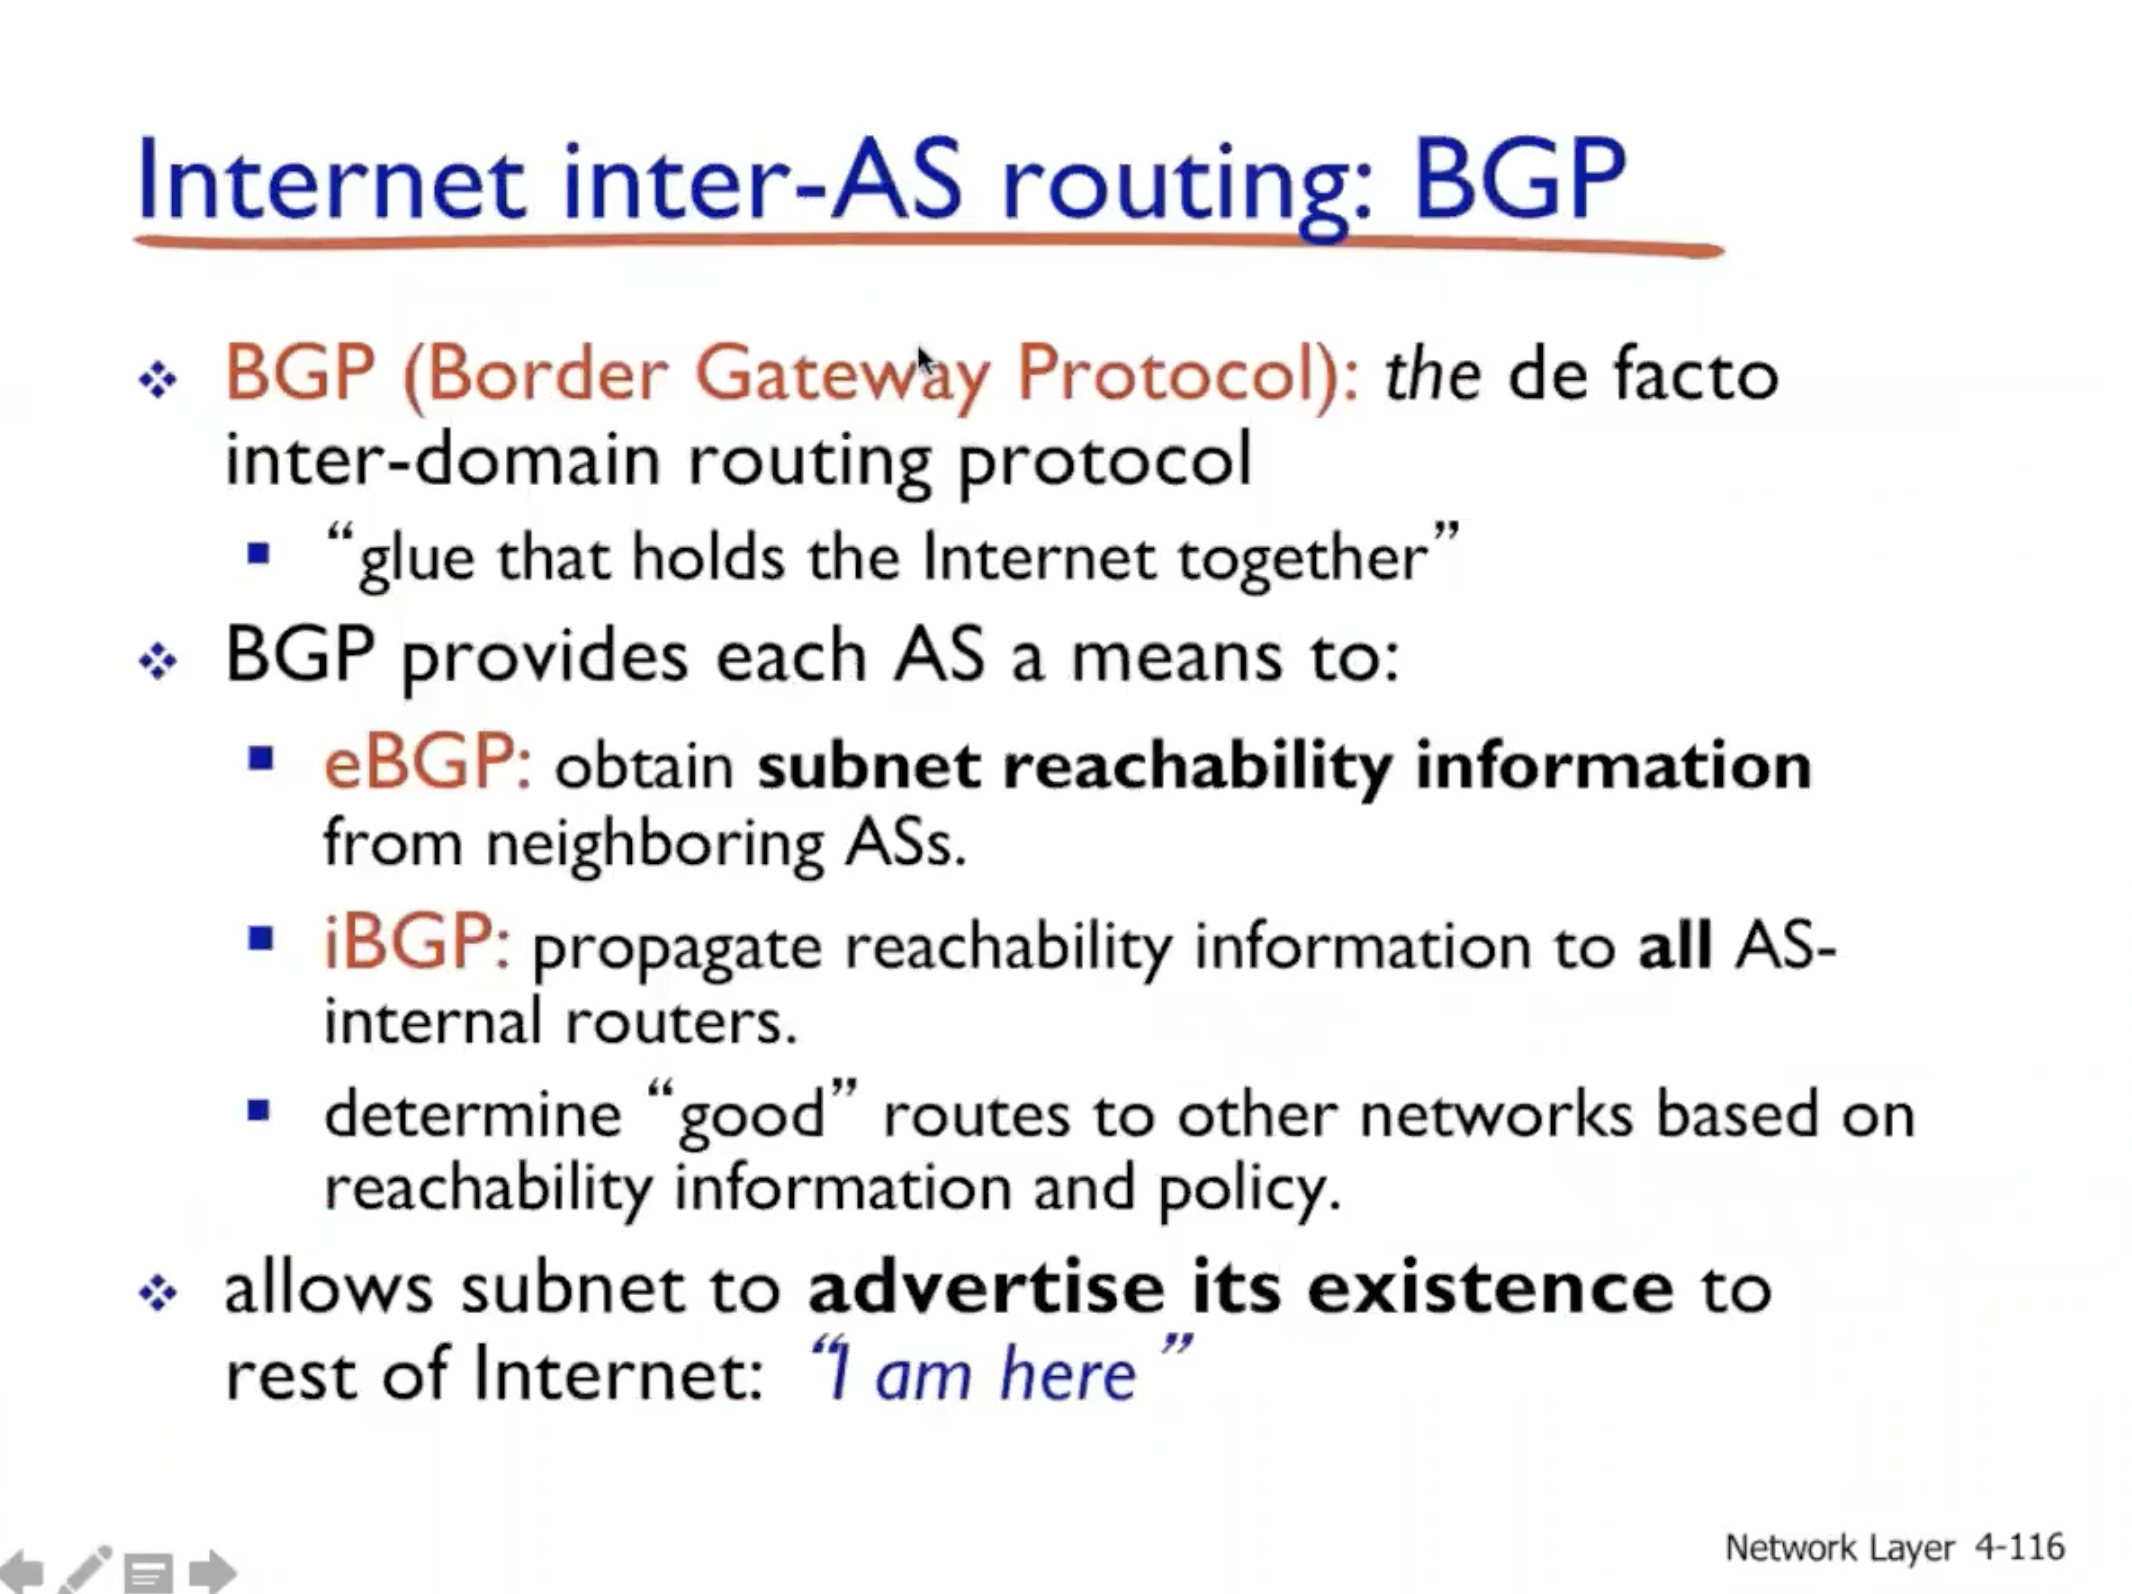 Internet inter-AS routing: BGP
BGP (Border Gateway Protocol): the de facto
inter-domain routing protocol
“glue that holds the Internet together”
BGP provides each AS a means to:
eBGP: obtain subnet reachability information
from neighboring ASs.
iBGP: propagate reachability information to all AS-
internal routers.
determine “good” routes to other networks based on
reachability information and policy.
allows subnet to advertise its existence to
rest of Internet: “I am here”
Network Layer 4-116